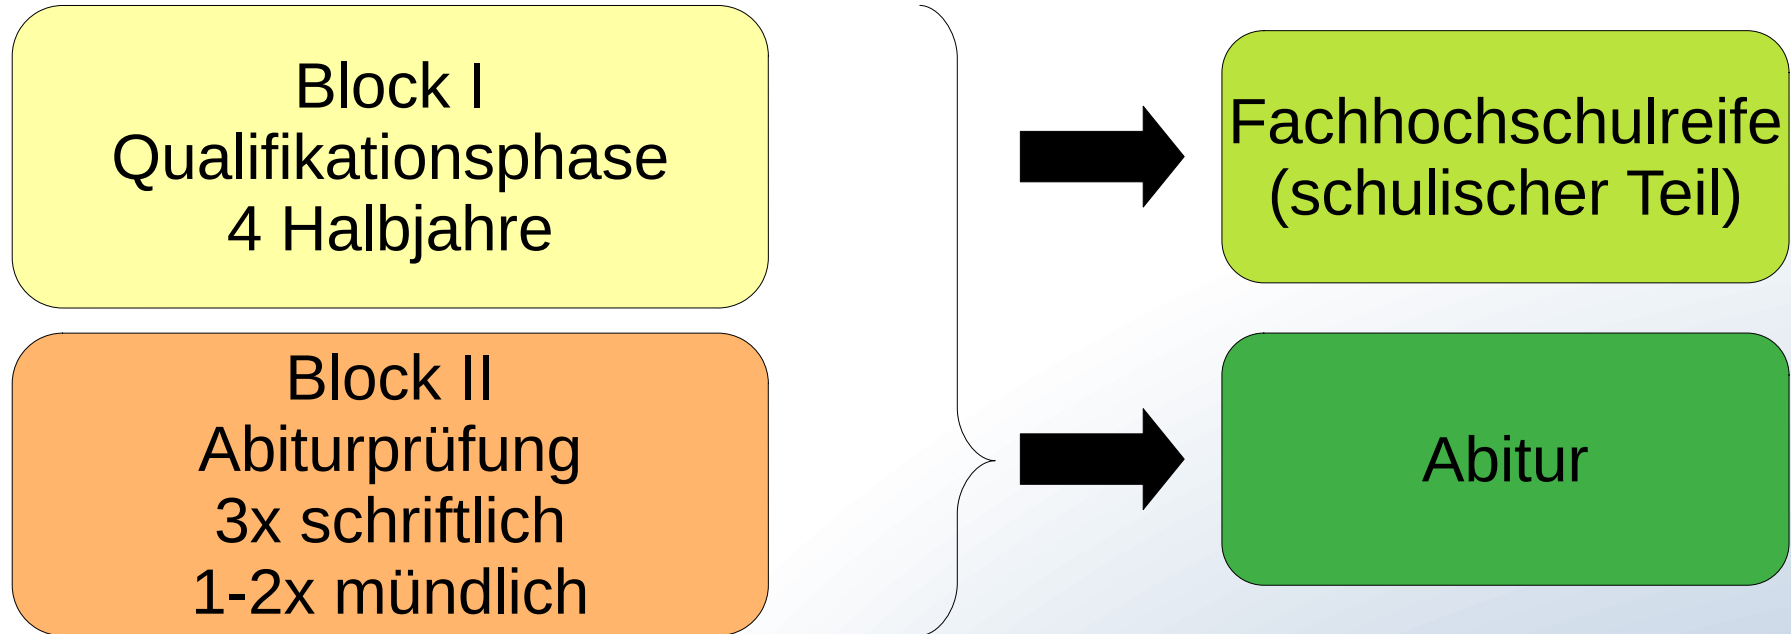 Block I
Qualifikationsphase
4 Halbjahre
Fachhochschulreife
(schulischer Teil)
Block II
Abiturprüfung
3x schriftlich
1-2x mündlich
Abitur